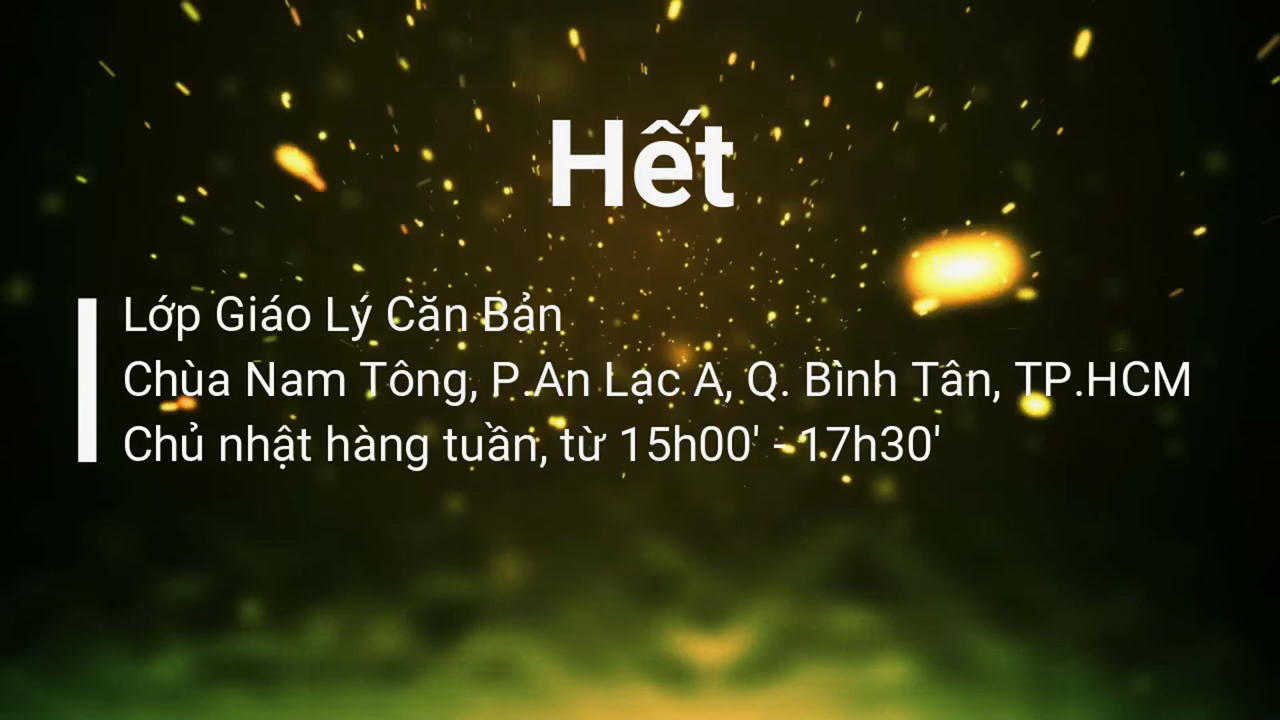 Hết
Lớp Giáo Lý Căn Bản
Chùa Nam Tông, P.An Lạc A, Q. Bình Tân, TP.HCM
Chủ nhật hàng tuần, từ 15h00' - 17h30'